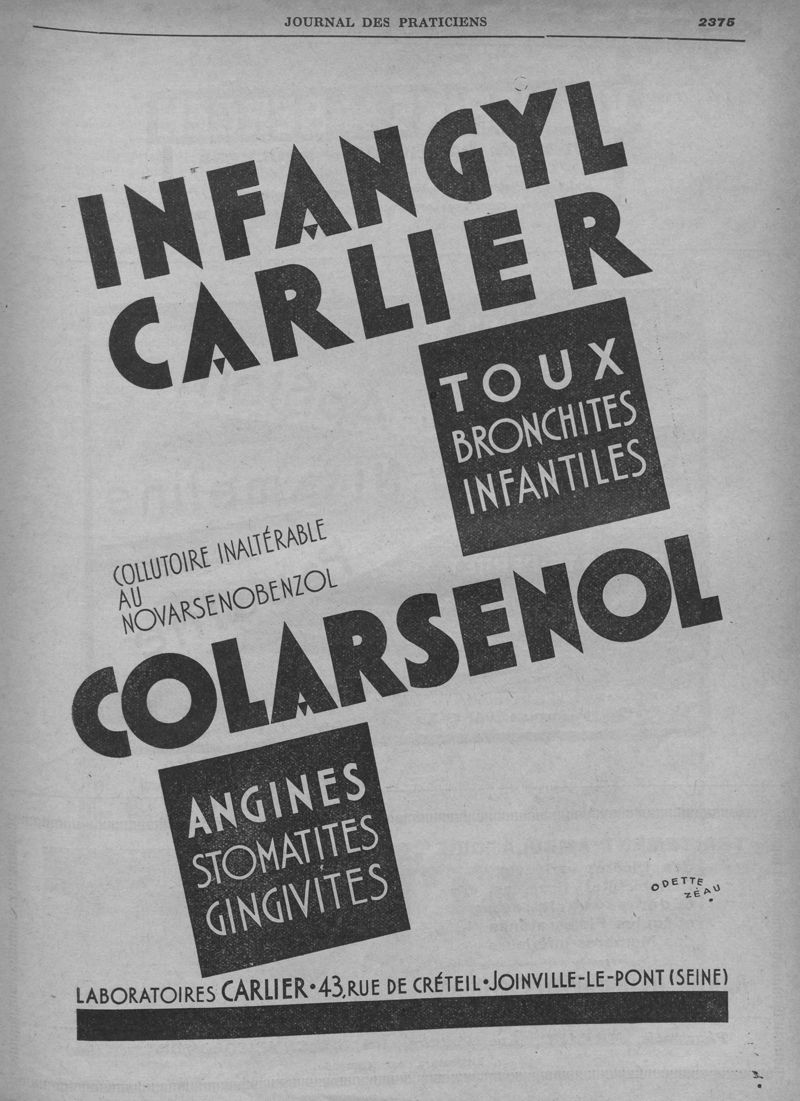 JOURNAL DES PRATICIENS
2375
INFANGYL
CARLIER
TOUX
BRONCHITES
INFANTILES
COLLUTOIRE INALTÉRABLE
AU
NOVARSENOBENZOL
COLARSENOL
ANGINES
STOMATITES
GINGIVITES
ODETTE
ZÉAU
LABORATOIRES CARLIER • 43, RUE DE CRÉTEIL • JOINVILLE-LE-PONT (SEINE)